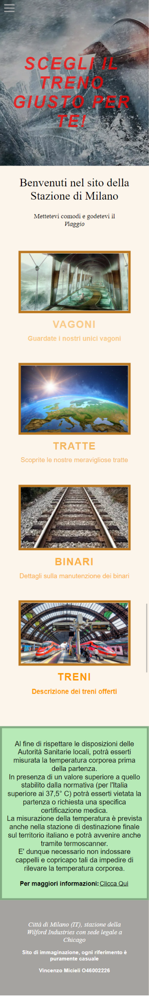 SCEGLI IL
TRENO
GIUSTO PER
TE!
Benvenuti nel sito della
Stazione di Milano
Mettetevi comodi e godetevi il
Viaggio
VAGONI
Guardate i nostri unici vagoni
TRATTE
Scoprite le nostre meravigliose tratte
BINARI
Dettagli sulla manutenzione dei binari
TRENI
Descrizione dei treni offerti
Al fine di rispettare le disposizioni delle
Autorità Sanitarie locali, potrà esserti
misurata la temperatura corporea prima
della partenza.
In presenza di un valore superiore a quello
stabilito dalla normativa (per l'Italia
superiore ai 37,5° C) potrà esserti vietata la
partenza o richiesta una specifica
certificazione medica.
La misurazione della temperatura è prevista
anche nella stazione di destinazione finale
sul territorio italiano e potrà avvenire anche
tramite termoscanner.
E' dunque necessario non indossare
cappelli e copricapo tali da impedire di
rilevare la temperatura corporea.
Per maggiori informazioni: Clicca Qui
Città di Milano (IT), stazione della
Wilford Industries con sede legale a
Chicago
Sito di immaginazione, ogni riferimento è
puramente casuale
Vincenzo Micieli O46002226